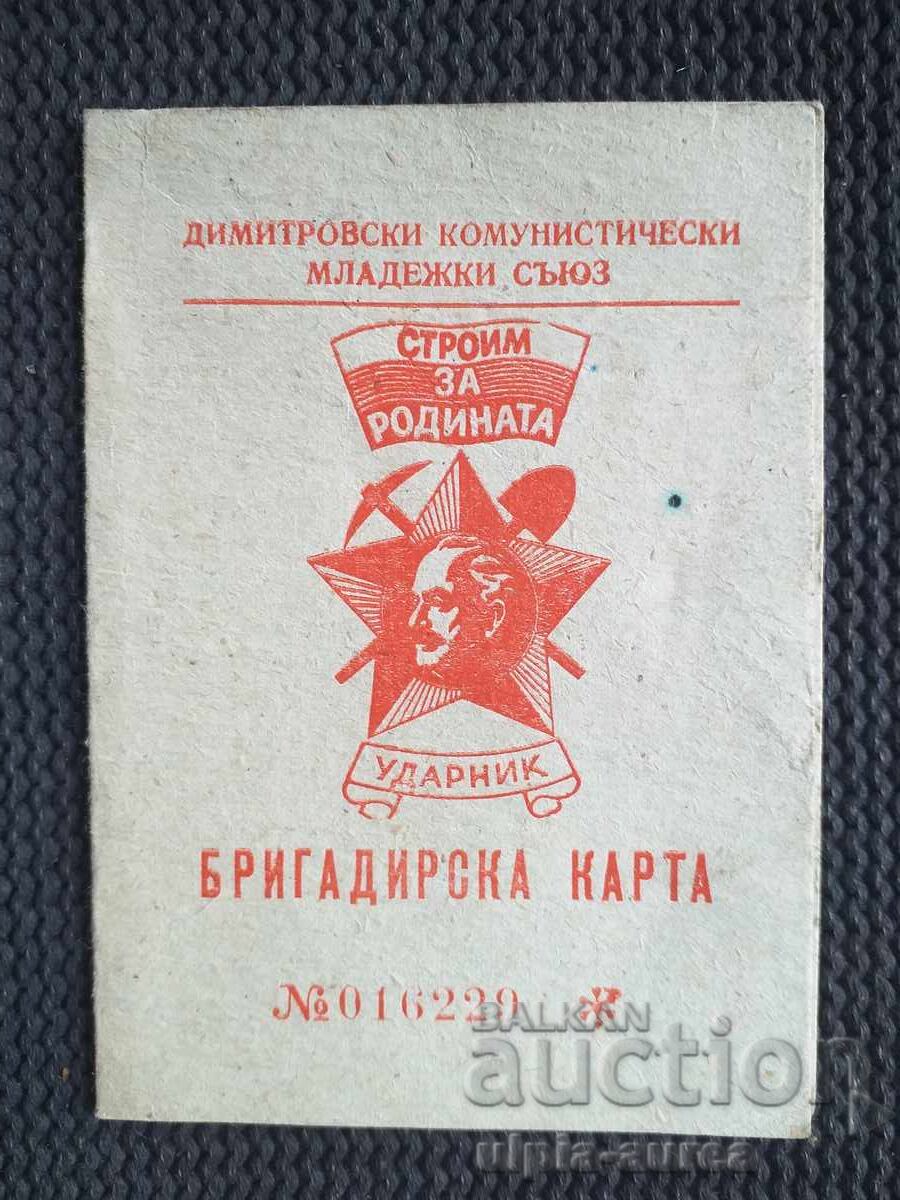 ДИМИТРОВСКИ КОМУНИСТИЧЕСКИ
МЛАДЕЖКИ СЪЮЗ
СТРОИМ
ЗА
РОДИНАТА
УДАРНИК
БРИГАДИРСКА КАРТА
№016229 *
BALKAN
auction
ulpia-aurea